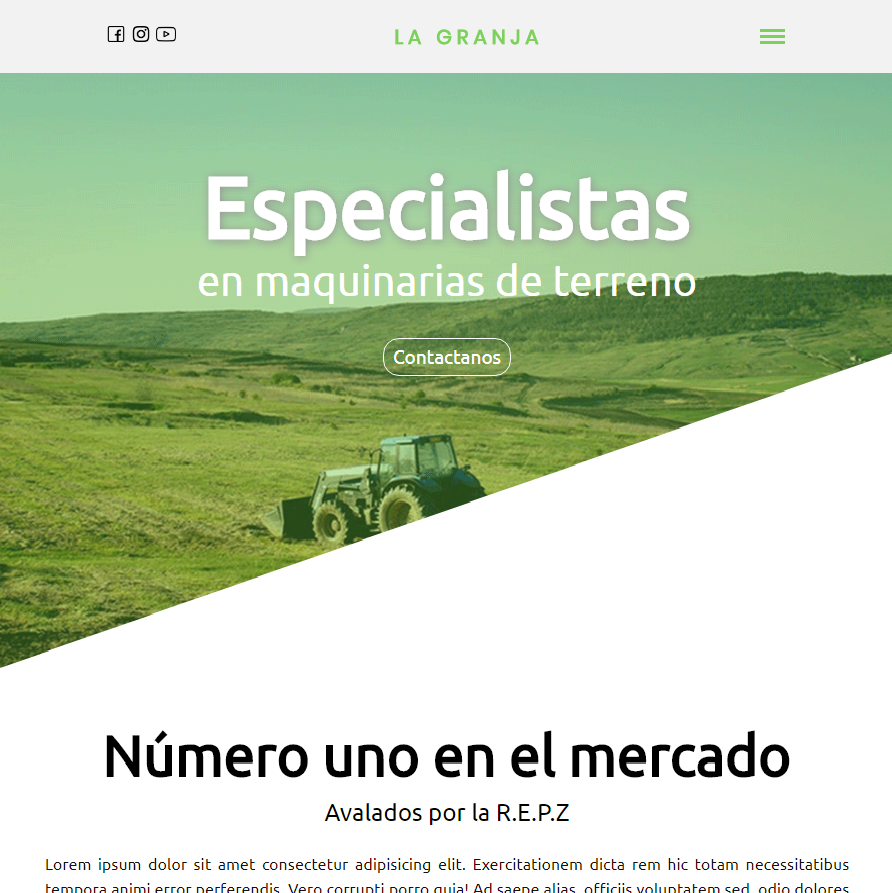 LA GRANJA
Especialistas
en maquinarias de terreno
Contactanos
Número uno en el mercado
Avalados por la R.E.P.Z
Lorem ipsum dolor sit amet consectetur adipisicing elit. Exercitationem dicta rem hic totam necessitatibus
tempora animi error perferendis. Vero corrupti porro quia! Ad saepe alias, officiis voluptatem sed, odio dolores